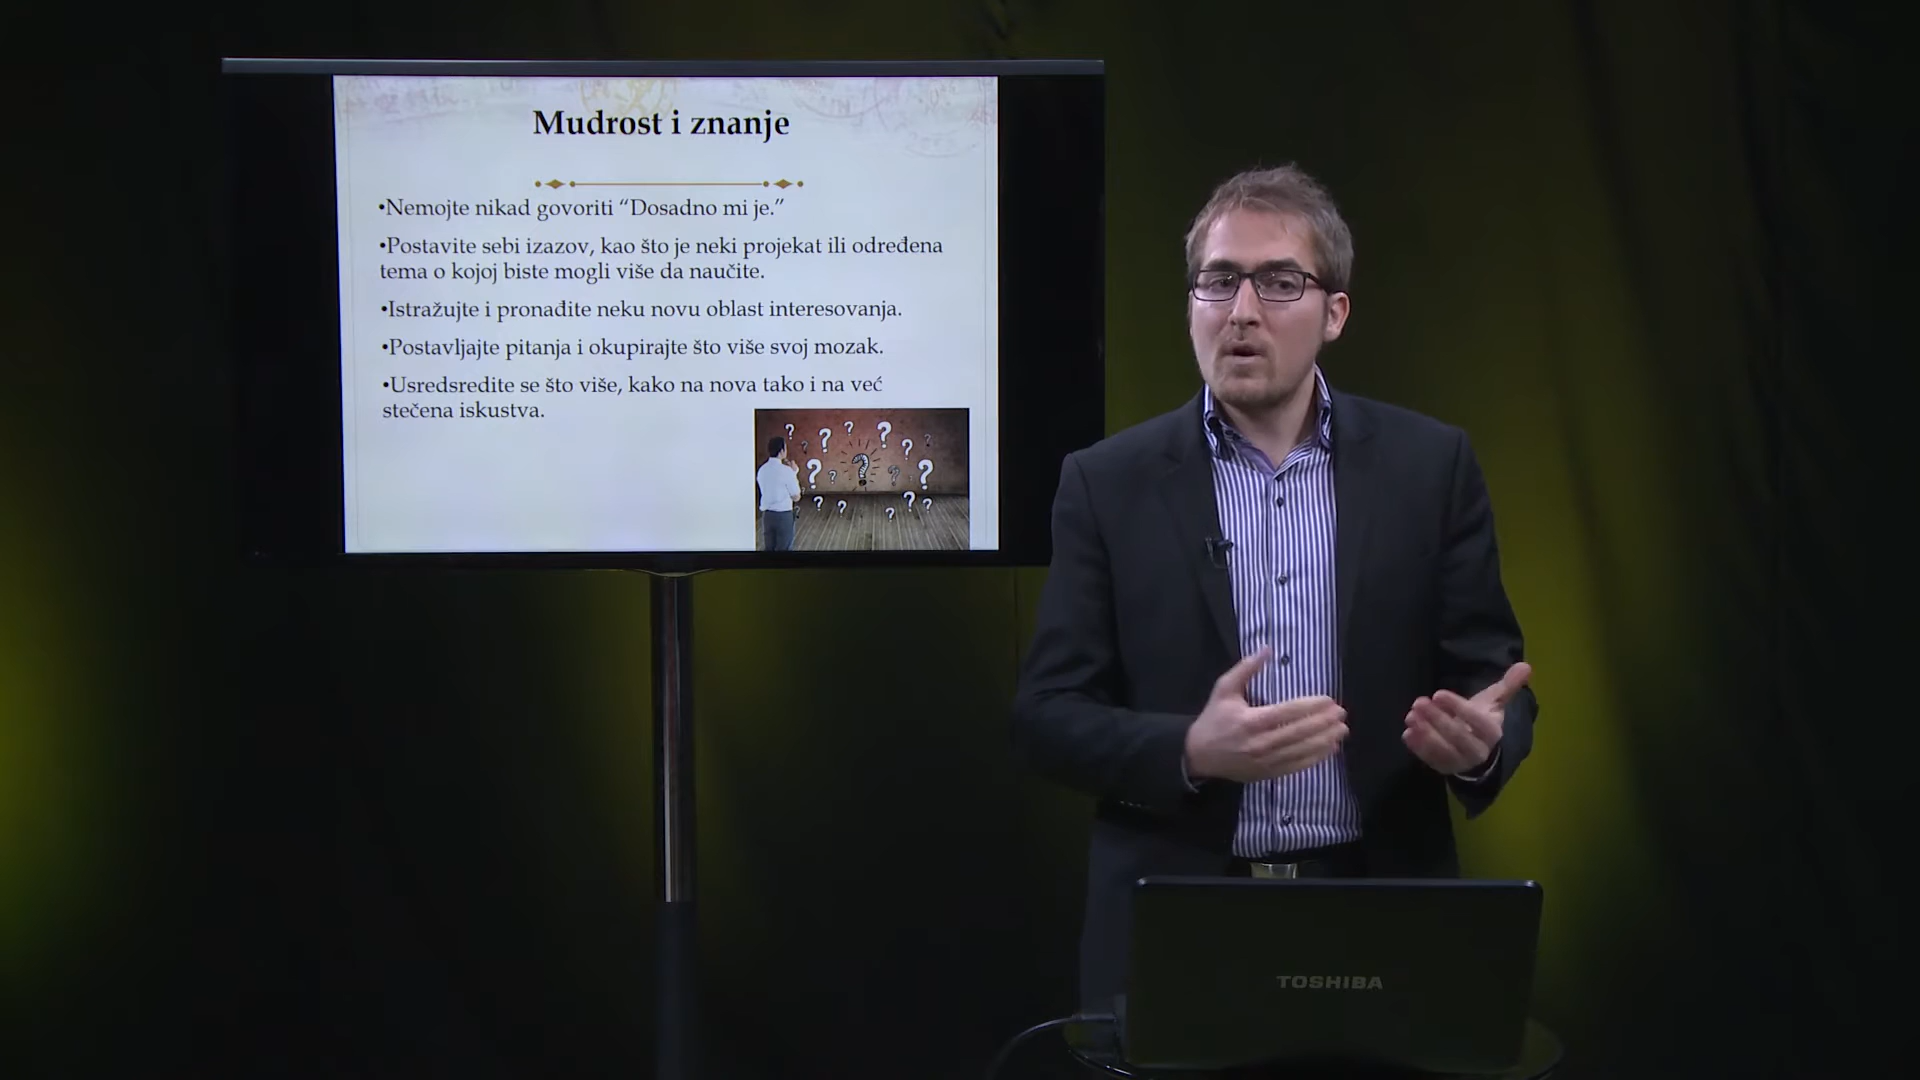 Mudrost i znanje
•Nemojte nikad govoriti “Dosadno mi je.”
•Postavite sebi izazov, kao što je neki projekat ili određena
tema o kojoj biste mogli više da naučite.
•Istražujte i pronađite neku novu oblast interesovanja.
•Postavljajte pitanja i okupirajte što više svoj mozak.
•Usredsredite se što više, kako na nova tako i na već
stečena iskustva.
? ? ? ? ? ? ? ? ? ? ? ? ? ? ? ? ?
TOSHIBA